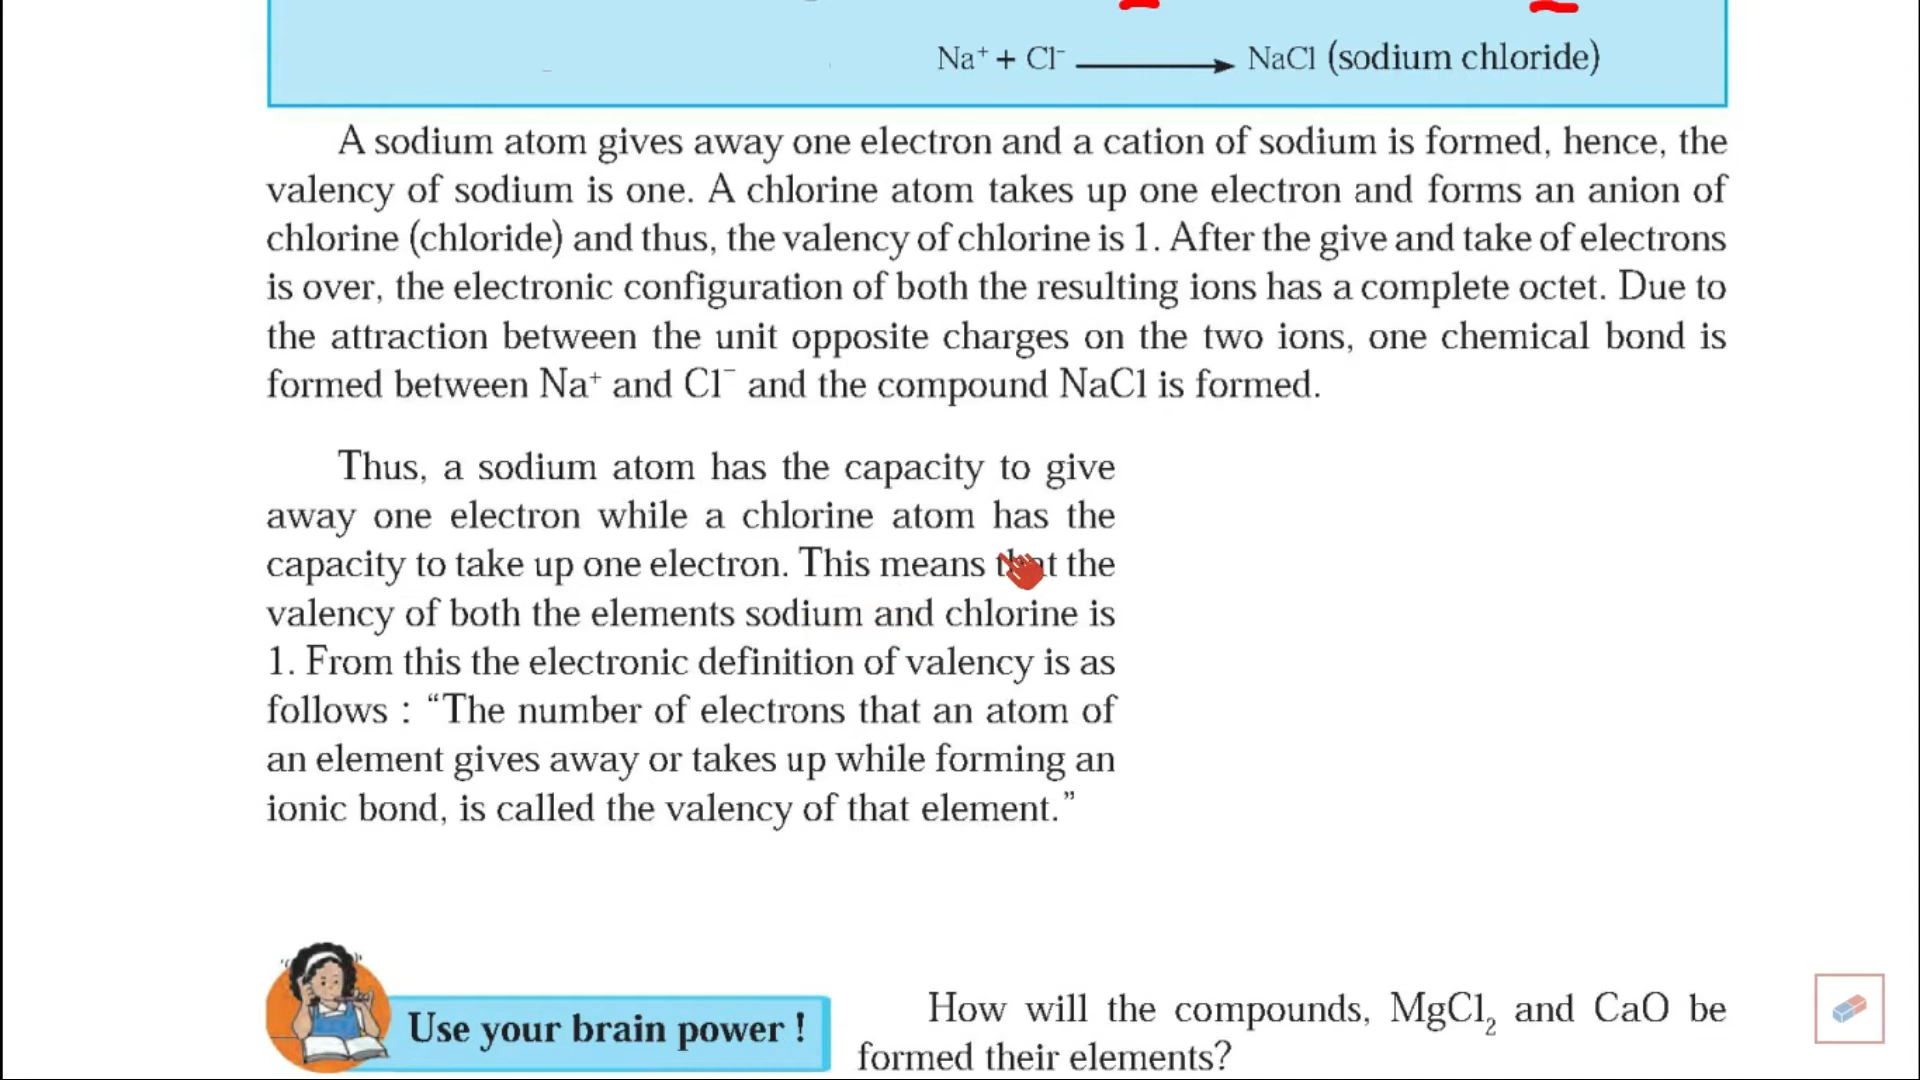 Na⁺ + Cl⁻ ⟶ NaCl (sodium chloride)
A sodium atom gives away one electron and a cation of sodium is formed, hence, the
valency of sodium is one. A chlorine atom takes up one electron and forms an anion of
chlorine (chloride) and thus, the valency of chlorine is 1. After the give and take of electrons
is over, the electronic configuration of both the resulting ions has a complete octet. Due to
the attraction between the unit opposite charges on the two ions, one chemical bond is
formed between Na⁺ and Cl⁻ and the compound NaCl is formed.
Thus, a sodium atom has the capacity to give
away one electron while a chlorine atom has the
capacity to take up one electron. This means that the
valency of both the elements sodium and chlorine is
1. From this the electronic definition of valency is as
follows : “The number of electrons that an atom of
an element gives away or takes up while forming an
ionic bond, is called the valency of that element.”
Use your brain power !
How will the compounds, MgCl₂ and CaO be
formed their elements?